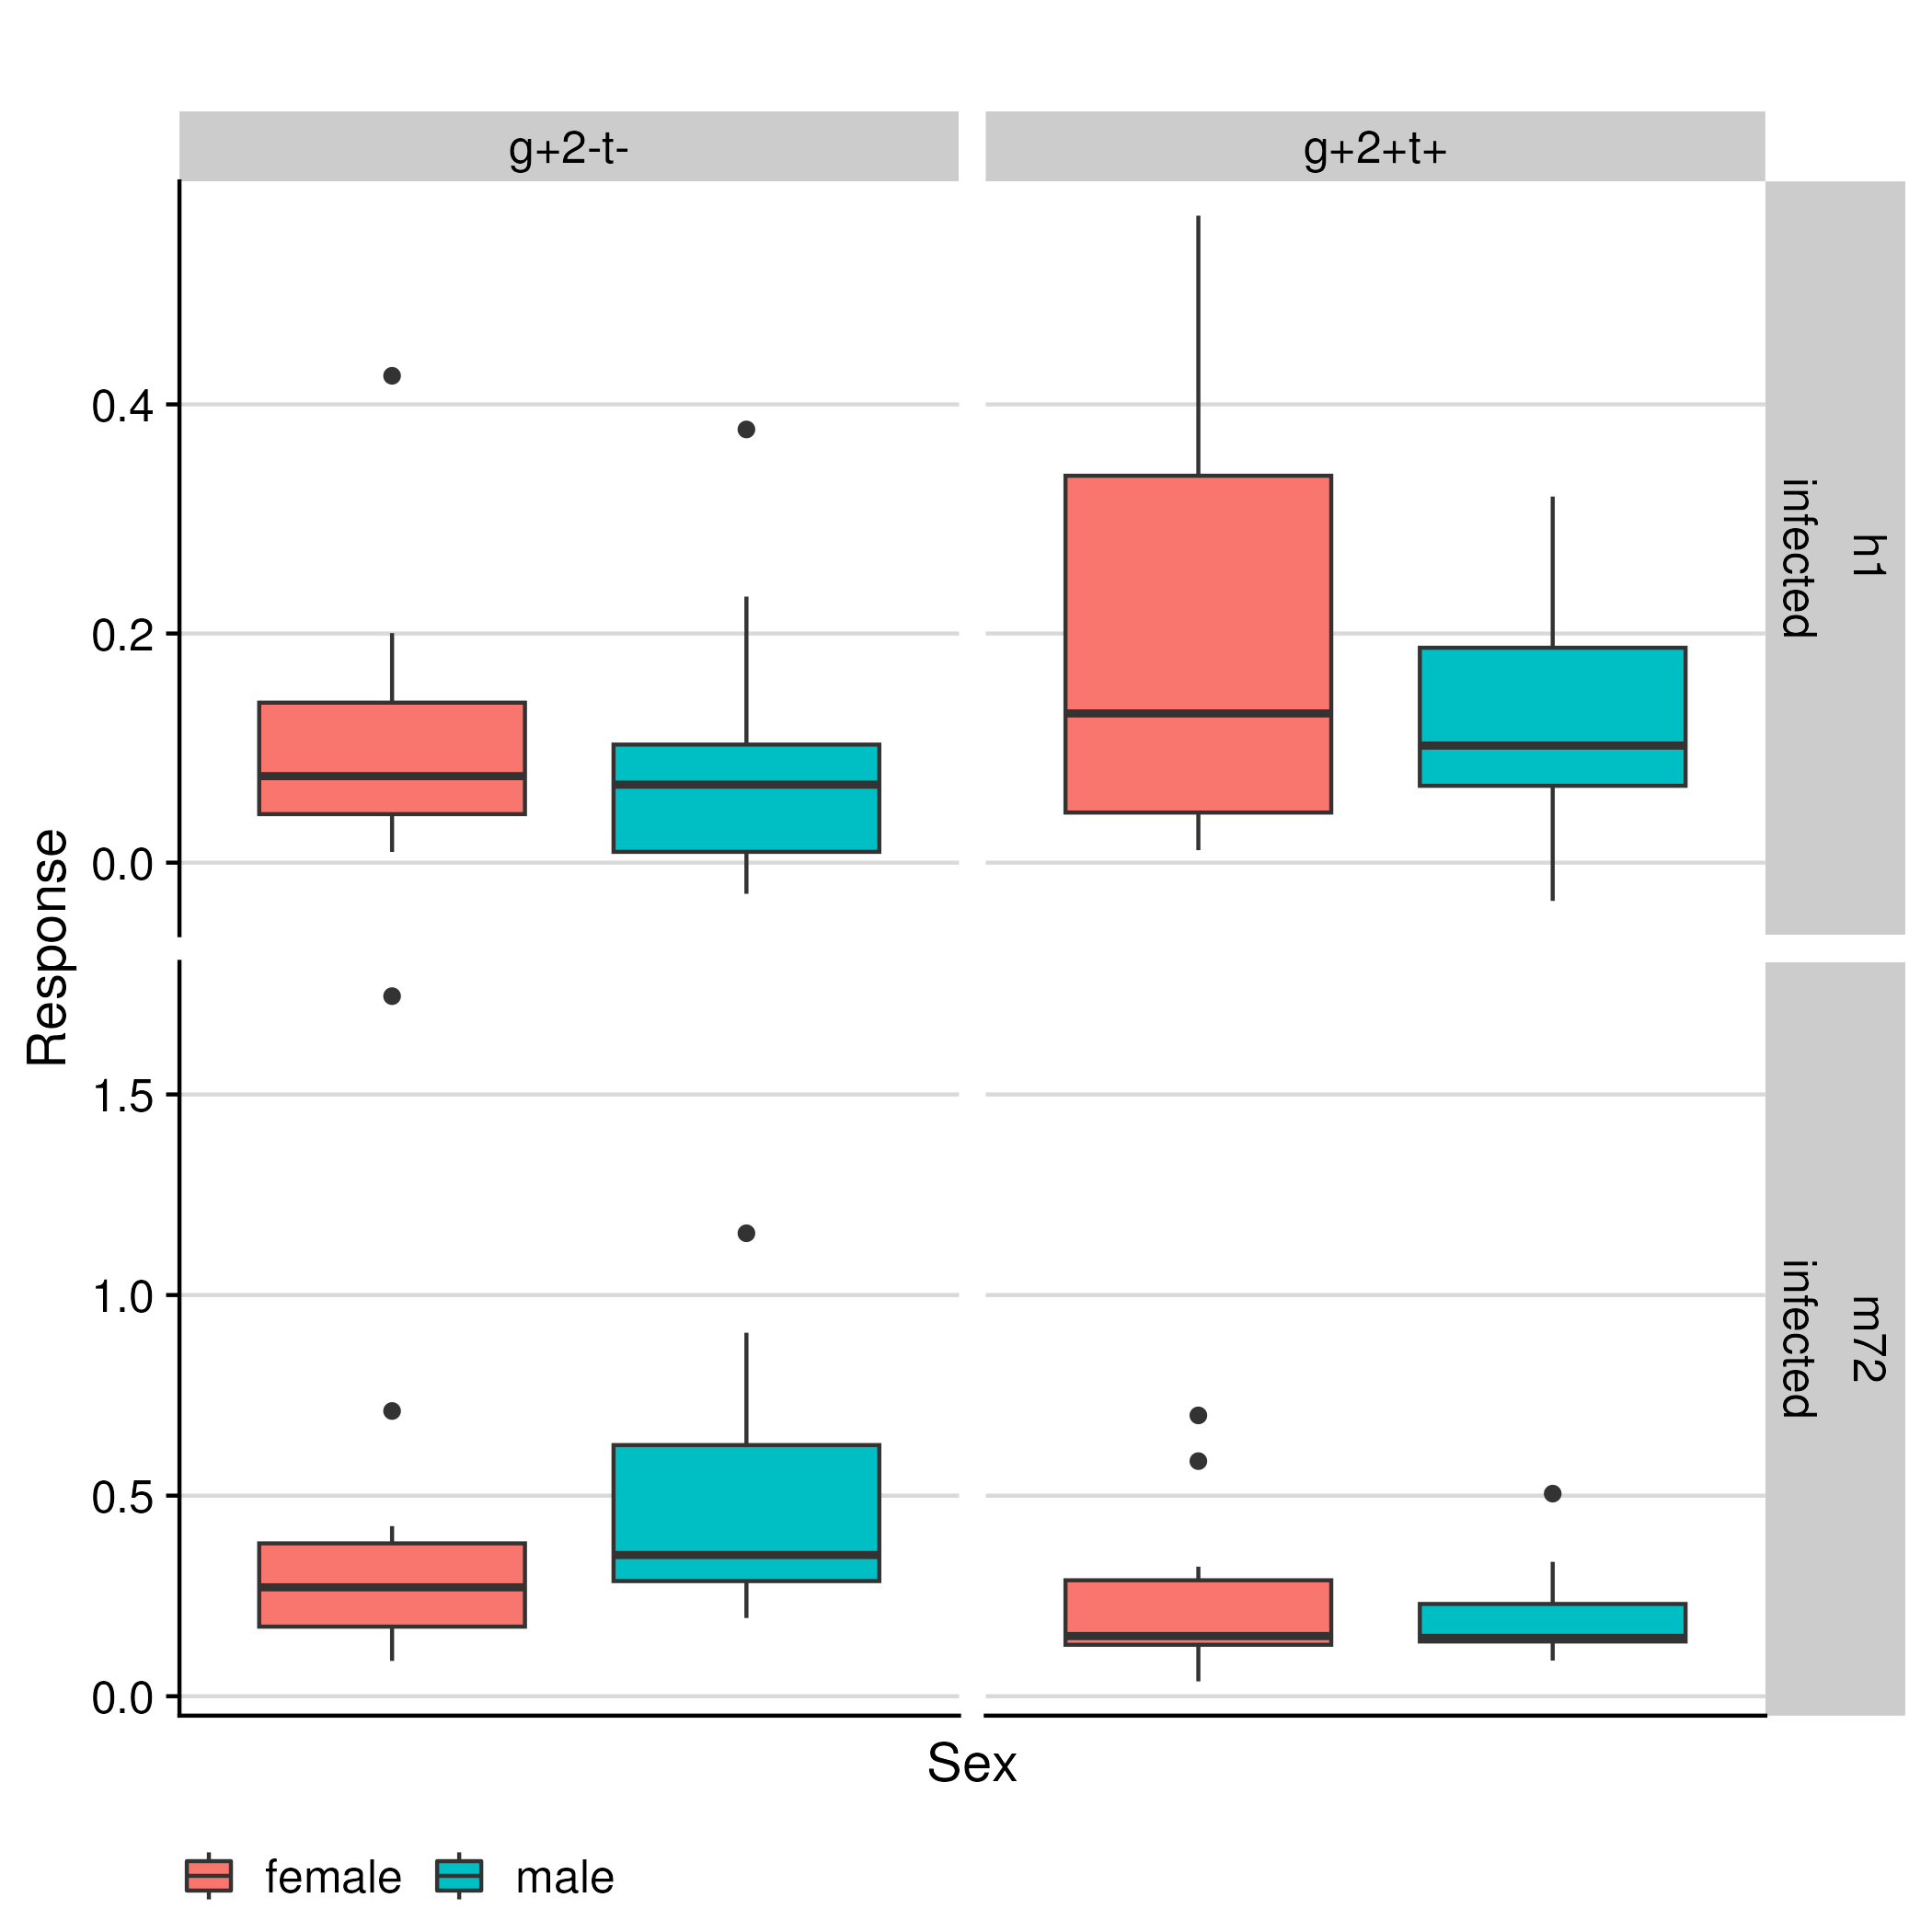 g+2-t-
g+2+t+
h1
infected
0.4
0.2
0.0
Response
m72
infected
1.5
1.0
0.5
0.0
Sex
female
male